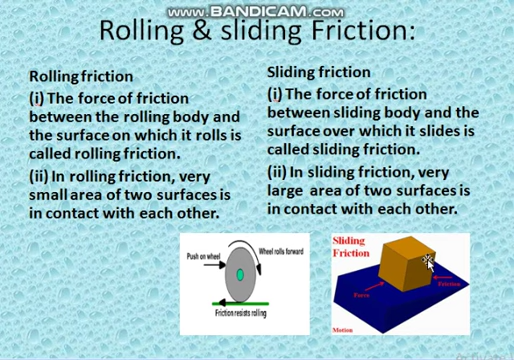 WWW.BANDICAM.COM
Rolling & sliding Friction:
Rolling friction
(i) The force of friction
between the rolling body and
the surface on which it rolls is
called rolling friction.
(ii) In rolling friction, very
small area of two surfaces is
in contact with each other.
Sliding friction
(i) The force of friction
between sliding body and the
surface over which it slides is
called sliding friction.
(ii) In sliding friction, very
large area of two surfaces is
in contact with each other.
Push on wheel
Wheel rolls forward
Friction resists rolling
Sliding
Friction
Force
Friction
Motion